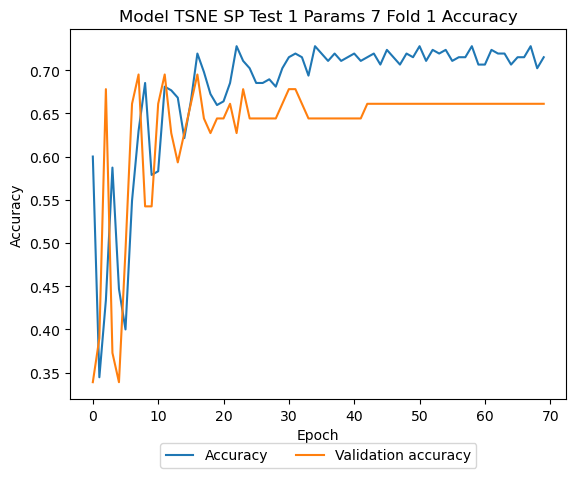 Model TSNE SP Test 1 Params 7 Fold 1 Accuracy
0.70
0.65
0.60
0.55
0.50
0.45
0.40
0.35
Accuracy
0 10 20 30 40 50 60 70
Epoch
Accuracy Validation accuracy